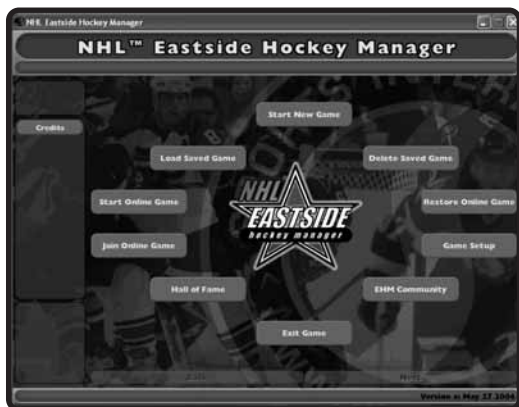 NHL Eastside Hockey Manager
NHL™ Eastside Hockey Manager
Start New Game
Credits
Load Saved Game
Delete Saved Game
Start Online Game
Restore Online Game
NHL
EASTSIDE
hockey manager
Join Online Game
Game Setup
Hall of Fame
EHM Community
Exit Game
Version a: May 27 2004